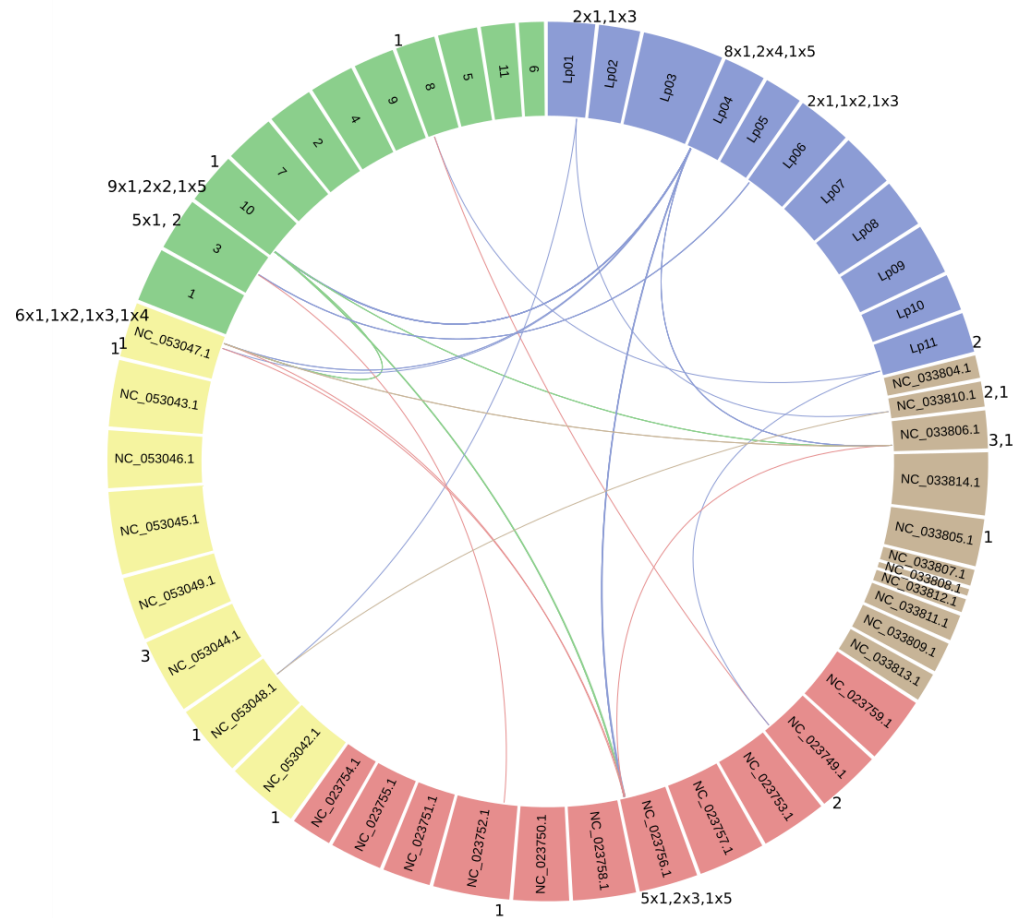 2x1,1x3
8x1,2x4,1x5
2x1,1x2,1x3
Lp01
Lp02
Lp03
Lp04
Lp05
Lp06
Lp07
Lp08
Lp09
Lp10
Lp11
2
NC_033804.1
NC_033810.1
2,1
NC_033806.1
3,1
NC_033814.1
NC_033805.1
1
NC_033807.1
NC_033808.1
NC_033812.1
NC_033811.1
NC_033809.1
NC_033813.1
NC_023759.1
NC_023749.1
2
NC_023753.1
NC_023757.1
NC_023756.1
5x1,2x3,1x5
NC_023758.1
NC_023750.1
NC_023752.1
1
NC_023751.1
NC_023755.1
NC_023754.1
NC_053042.1
1
NC_053048.1
1
NC_053044.1
3
NC_053049.1
NC_053045.1
NC_053046.1
NC_053043.1
1
1
NC_053047.1
6x1,1x2,1x3,1x4
1
3
5x1, 2
10
9x1,2x2,1x5
1
7
2
4
9
8
1
5
11
6